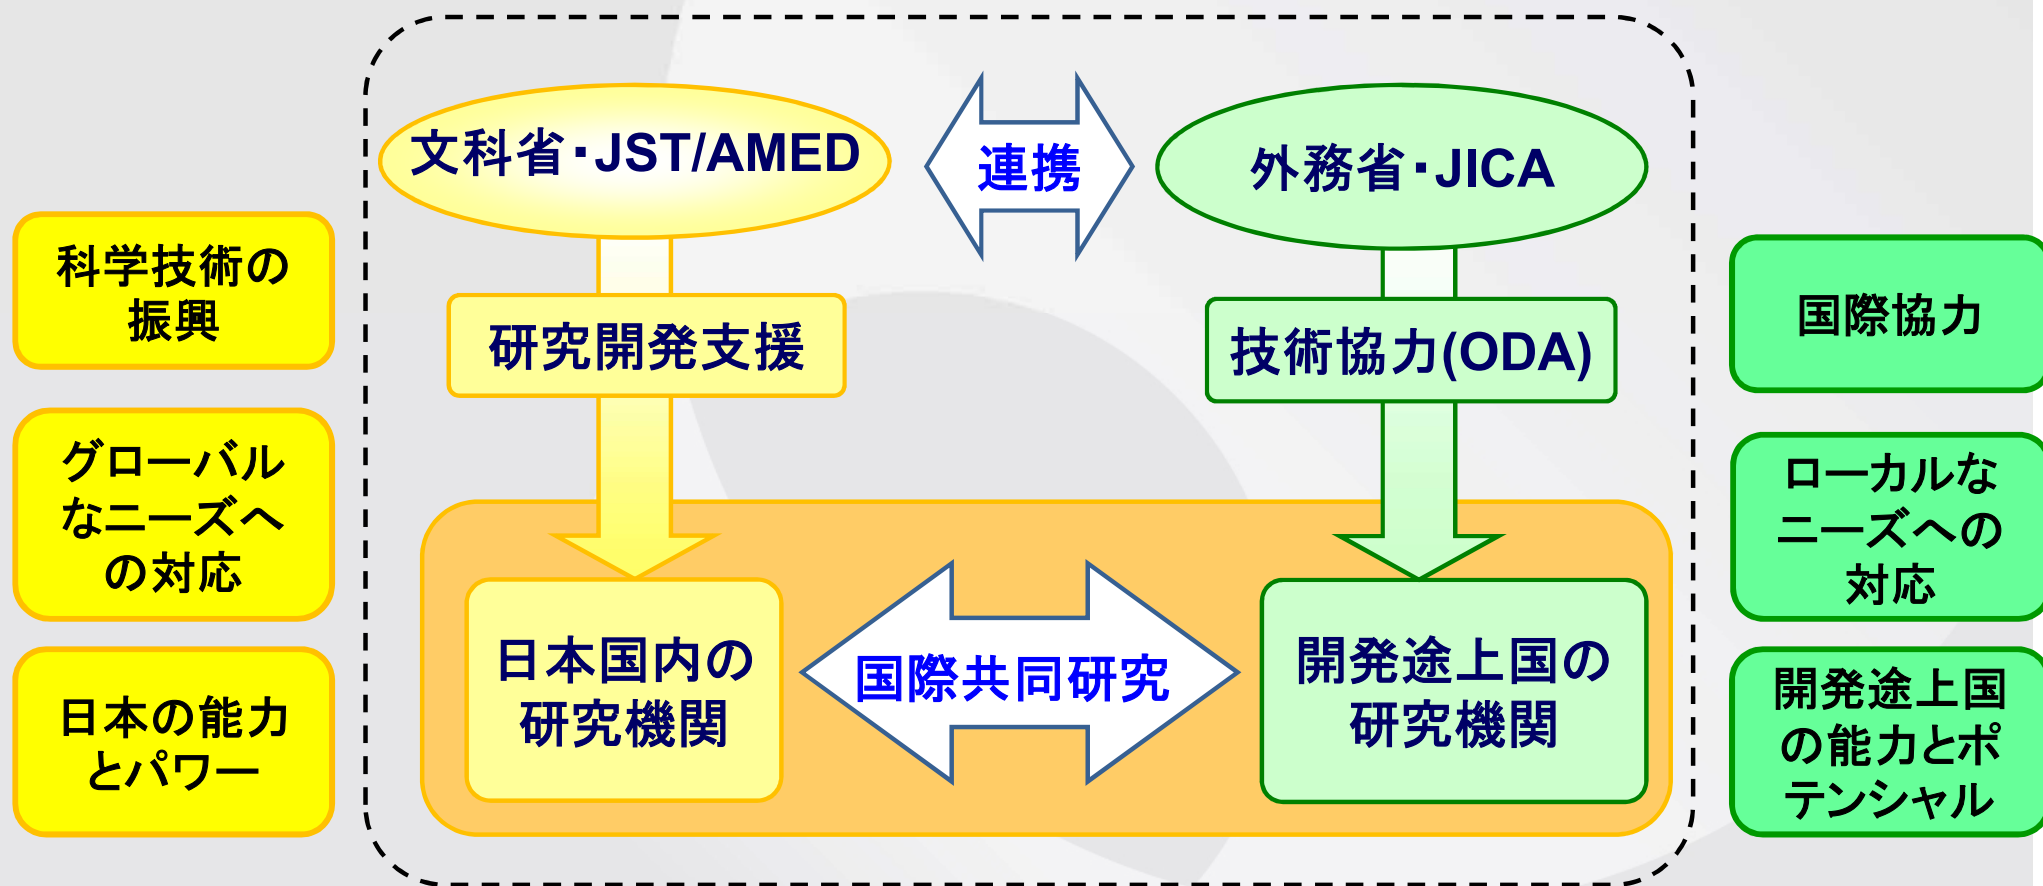 文科省・JST/AMED
連携
外務省・JICA
科学技術の
振興
研究開発支援
技術協力(ODA)
国際協力
グローバル
なニーズへ
の対応
ローカルな
ニーズへの
対応
日本国内の
研究機関
国際共同研究
開発途上国の
研究機関
日本の能力
とパワー
開発途上国
の能力とポ
テンシャル